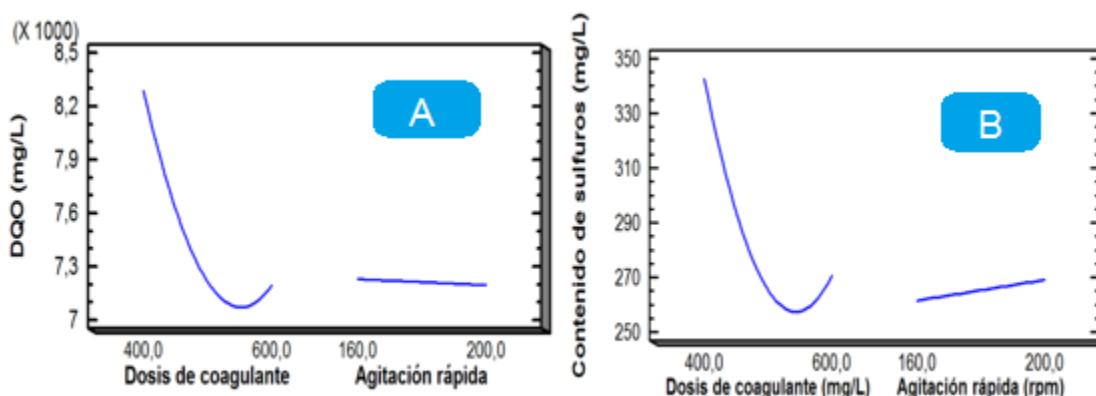 (X 1000)
8,5
8,2
7,9
7,6
7,3
7
DQO (mg/L)
A
400,0 600,0 160,0 200,0
Dosis de coagulante Agitación rápida
350
330
310
290
270
250
Contenido de sulfuros (mg/L)
B
400,0 600,0 160,0 200,0
Dosis de coagulante (mg/L) Agitación rápida (rpm)